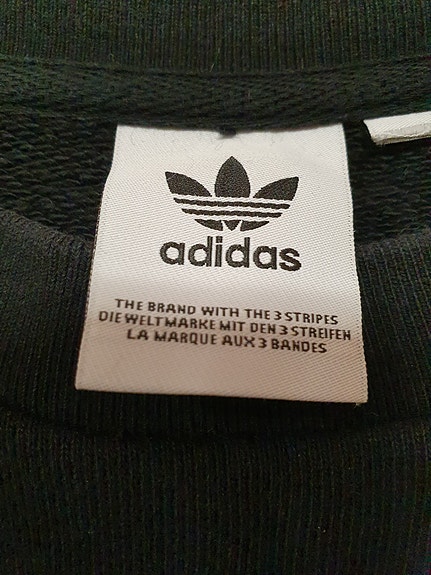 adidas
THE BRAND WITH THE 3 STRIPES
DIE WELTMARKE MIT DEN 3 STREIFEN
LA MARQUE AUX 3 BANDES